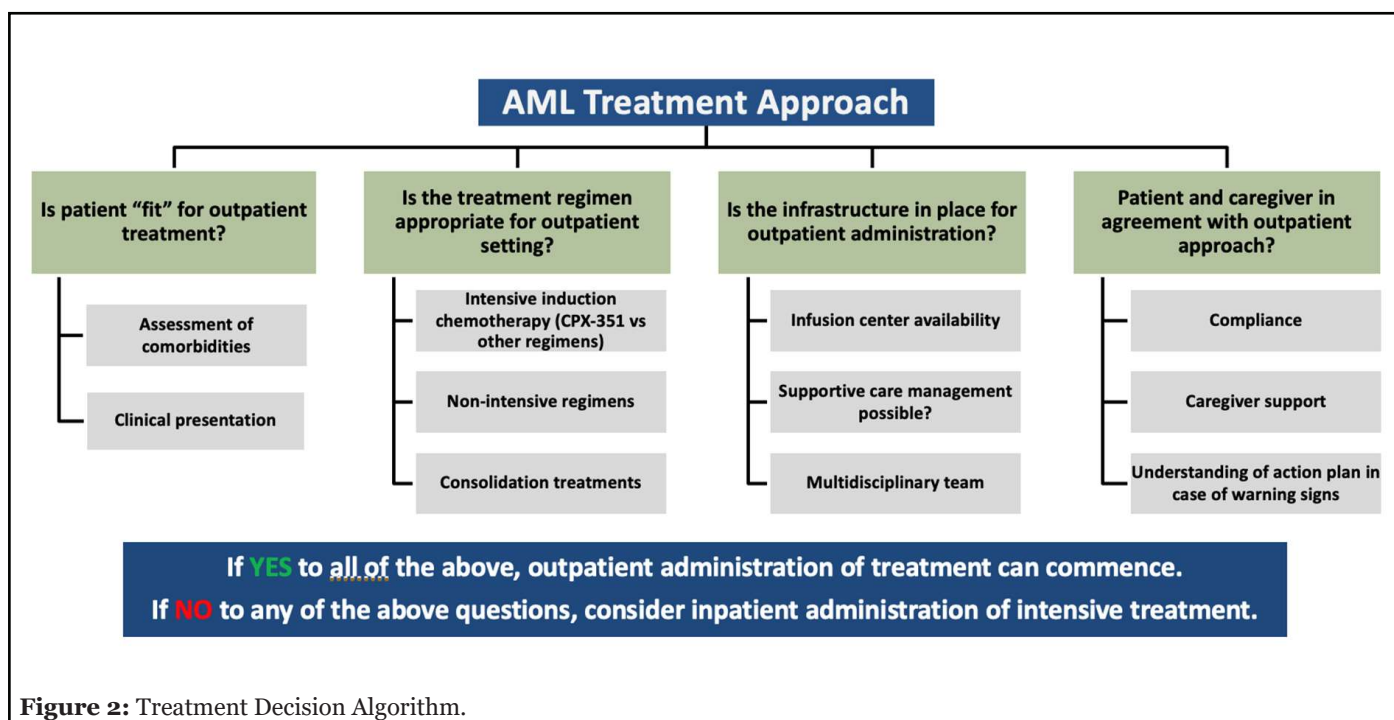 AML Treatment Approach
Is patient “fit” for outpatient
treatment?
Assessment of
comorbidities
Clinical presentation
Is the treatment regimen
appropriate for outpatient
setting?
Intensive induction
chemotherapy (CPX-351 vs
other regimens)
Non-intensive regimens
Consolidation treatments
Is the infrastructure in place for
outpatient administration?
Infusion center availability
Supportive care management
possible?
Multidisciplinary team
Patient and caregiver in
agreement with outpatient
approach?
Compliance
Caregiver support
Understanding of action plan in
case of warning signs
If YES to all of the above, outpatient administration of treatment can commence.
If NO to any of the above questions, consider inpatient administration of intensive treatment.
Figure 2: Treatment Decision Algorithm.